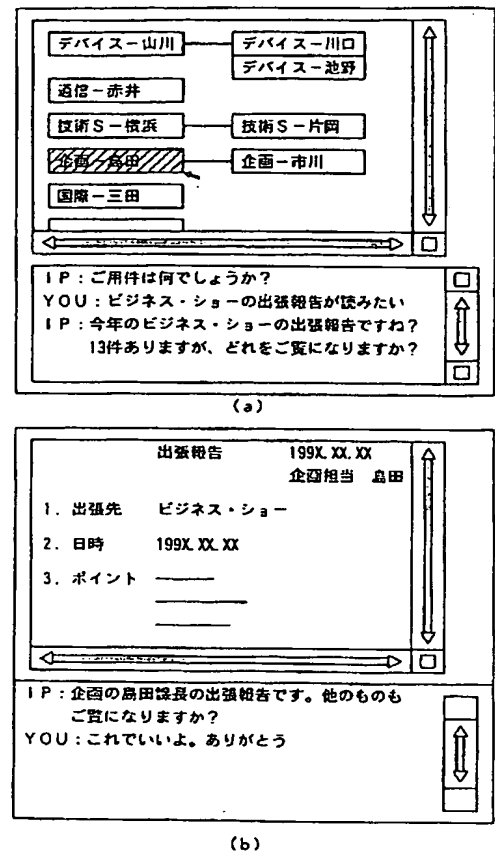 デバイスー山川 デバイスー川口
デバイスー池野
通信ー赤井
技術Sー横浜 技術Sー片岡
企画ー島田 企画ー市川
国際ー三田
IP:ご用件は何でしょうか?
YOU:ビジネス・ショーの出張報告が読みたい
IP:今年のビジネス・ショーの出張報告ですね?
13件ありますが、どれをご覧になりますか?
(a)
出張報告 199X.XX.XX
企画担当 島田
1. 出張先 ビジネス・ショー
2. 日時 199X.XX.XX
3. ポイント
IP:企画の島田課長の出張報告です。他のものも
ご覧になりますか?
YOU:これでいいよ。ありがとう
(b)